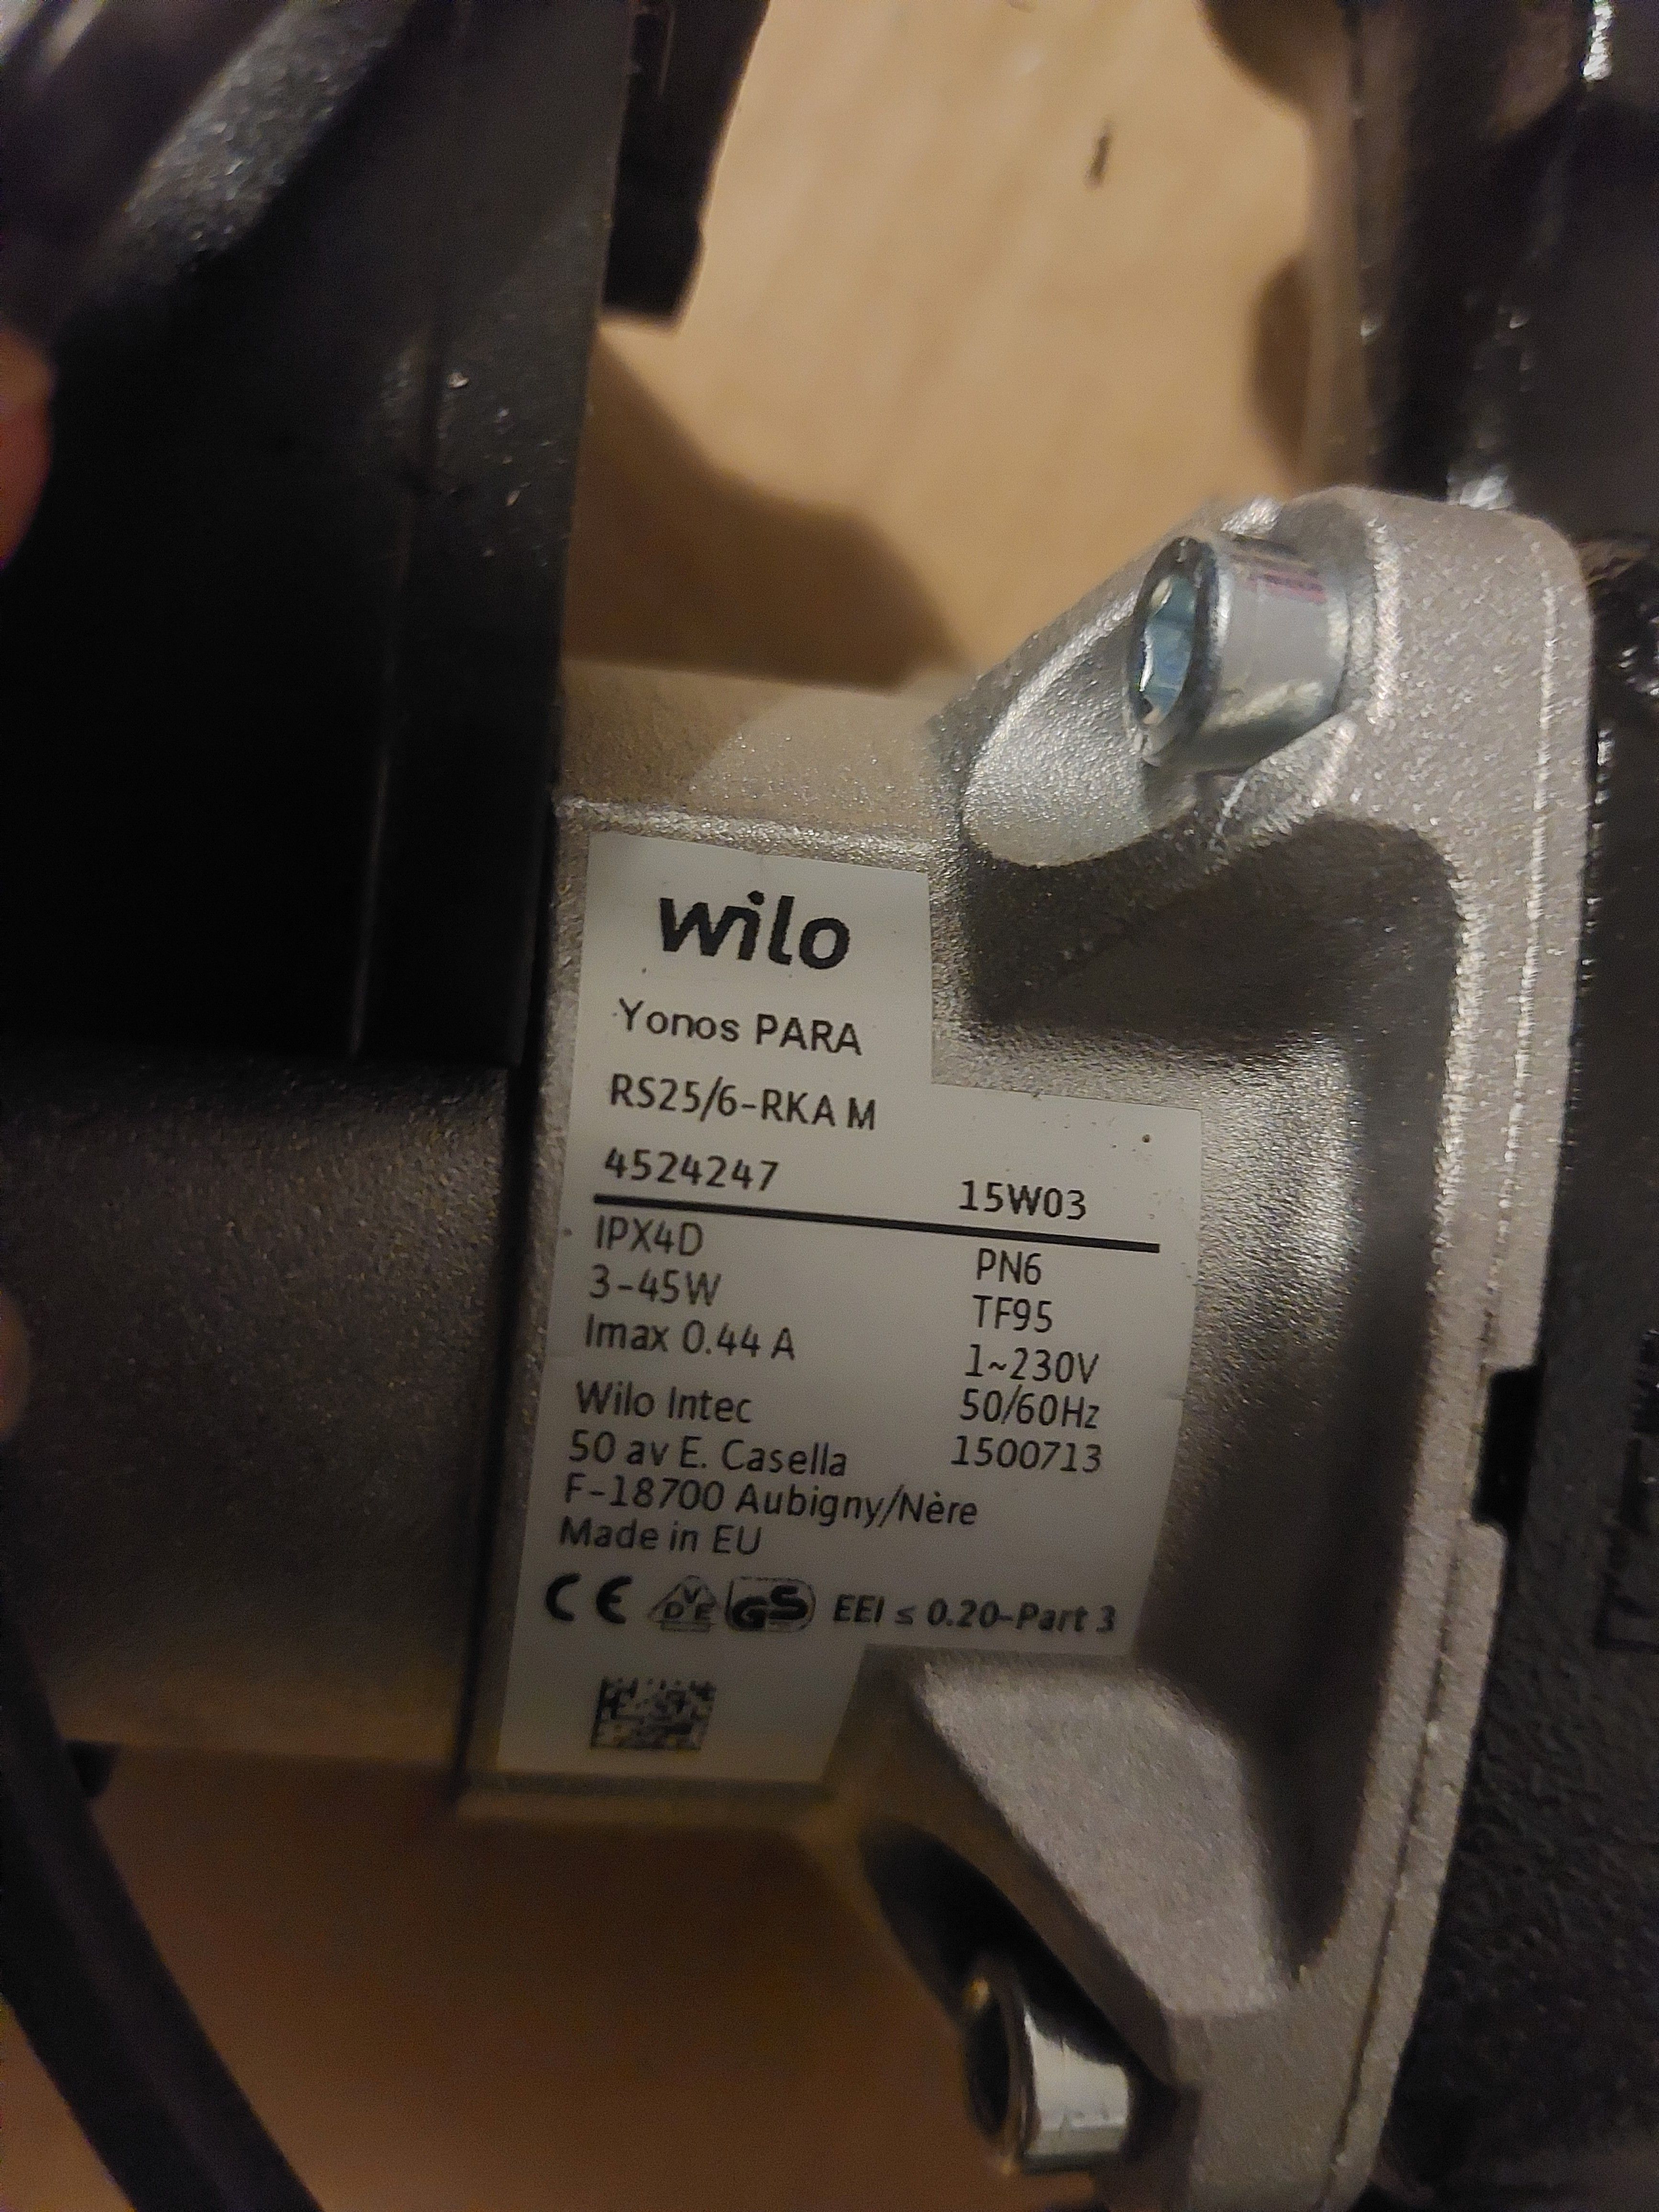 wilo
Yonos PARA
RS25/6-RKA M
4524247 15W03
IPX4D PN6
3-45W TF95
Imax 0.44 A 1~230V
Wilo Intec 50/60Hz
50 av E. Casella 1500713
F-18700 Aubigny/Nère
Made in EU
CE VDE GS EEI ≤ 0.20-Part 3